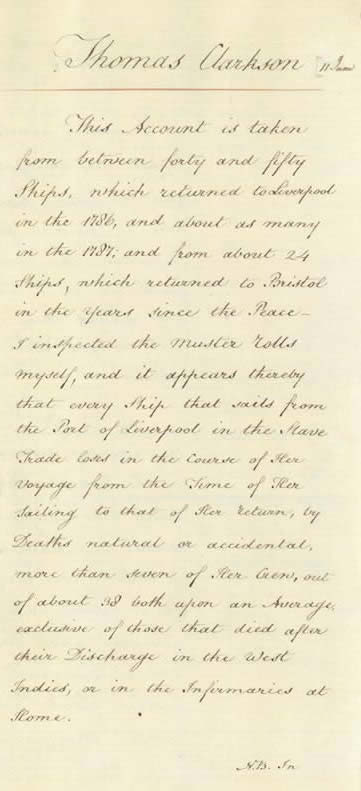 Thomas Clarkson 11 June
This Account is taken
from between forty and fifty
Ships, which returned to Liverpool
in the 1786, and about as many
in the 1787; and from about 24
Ships, which returned to Bristol
in the Years since the Peace—
I inspected the Muster Rolls
myself, and it appears thereby
that every Ship that sails from
the Port of Liverpool in the Slave
Trade loses in the Course of Her
Voyage from the Time of Her
Sailing to that of Her return, by
Deaths natural or accidental,
more than seven of Her Crew, out
of about 38 both upon an Average,
exclusive of those that died after
their Discharge in the West
Indies, or in the Infirmaries at
Home.
N.B. In